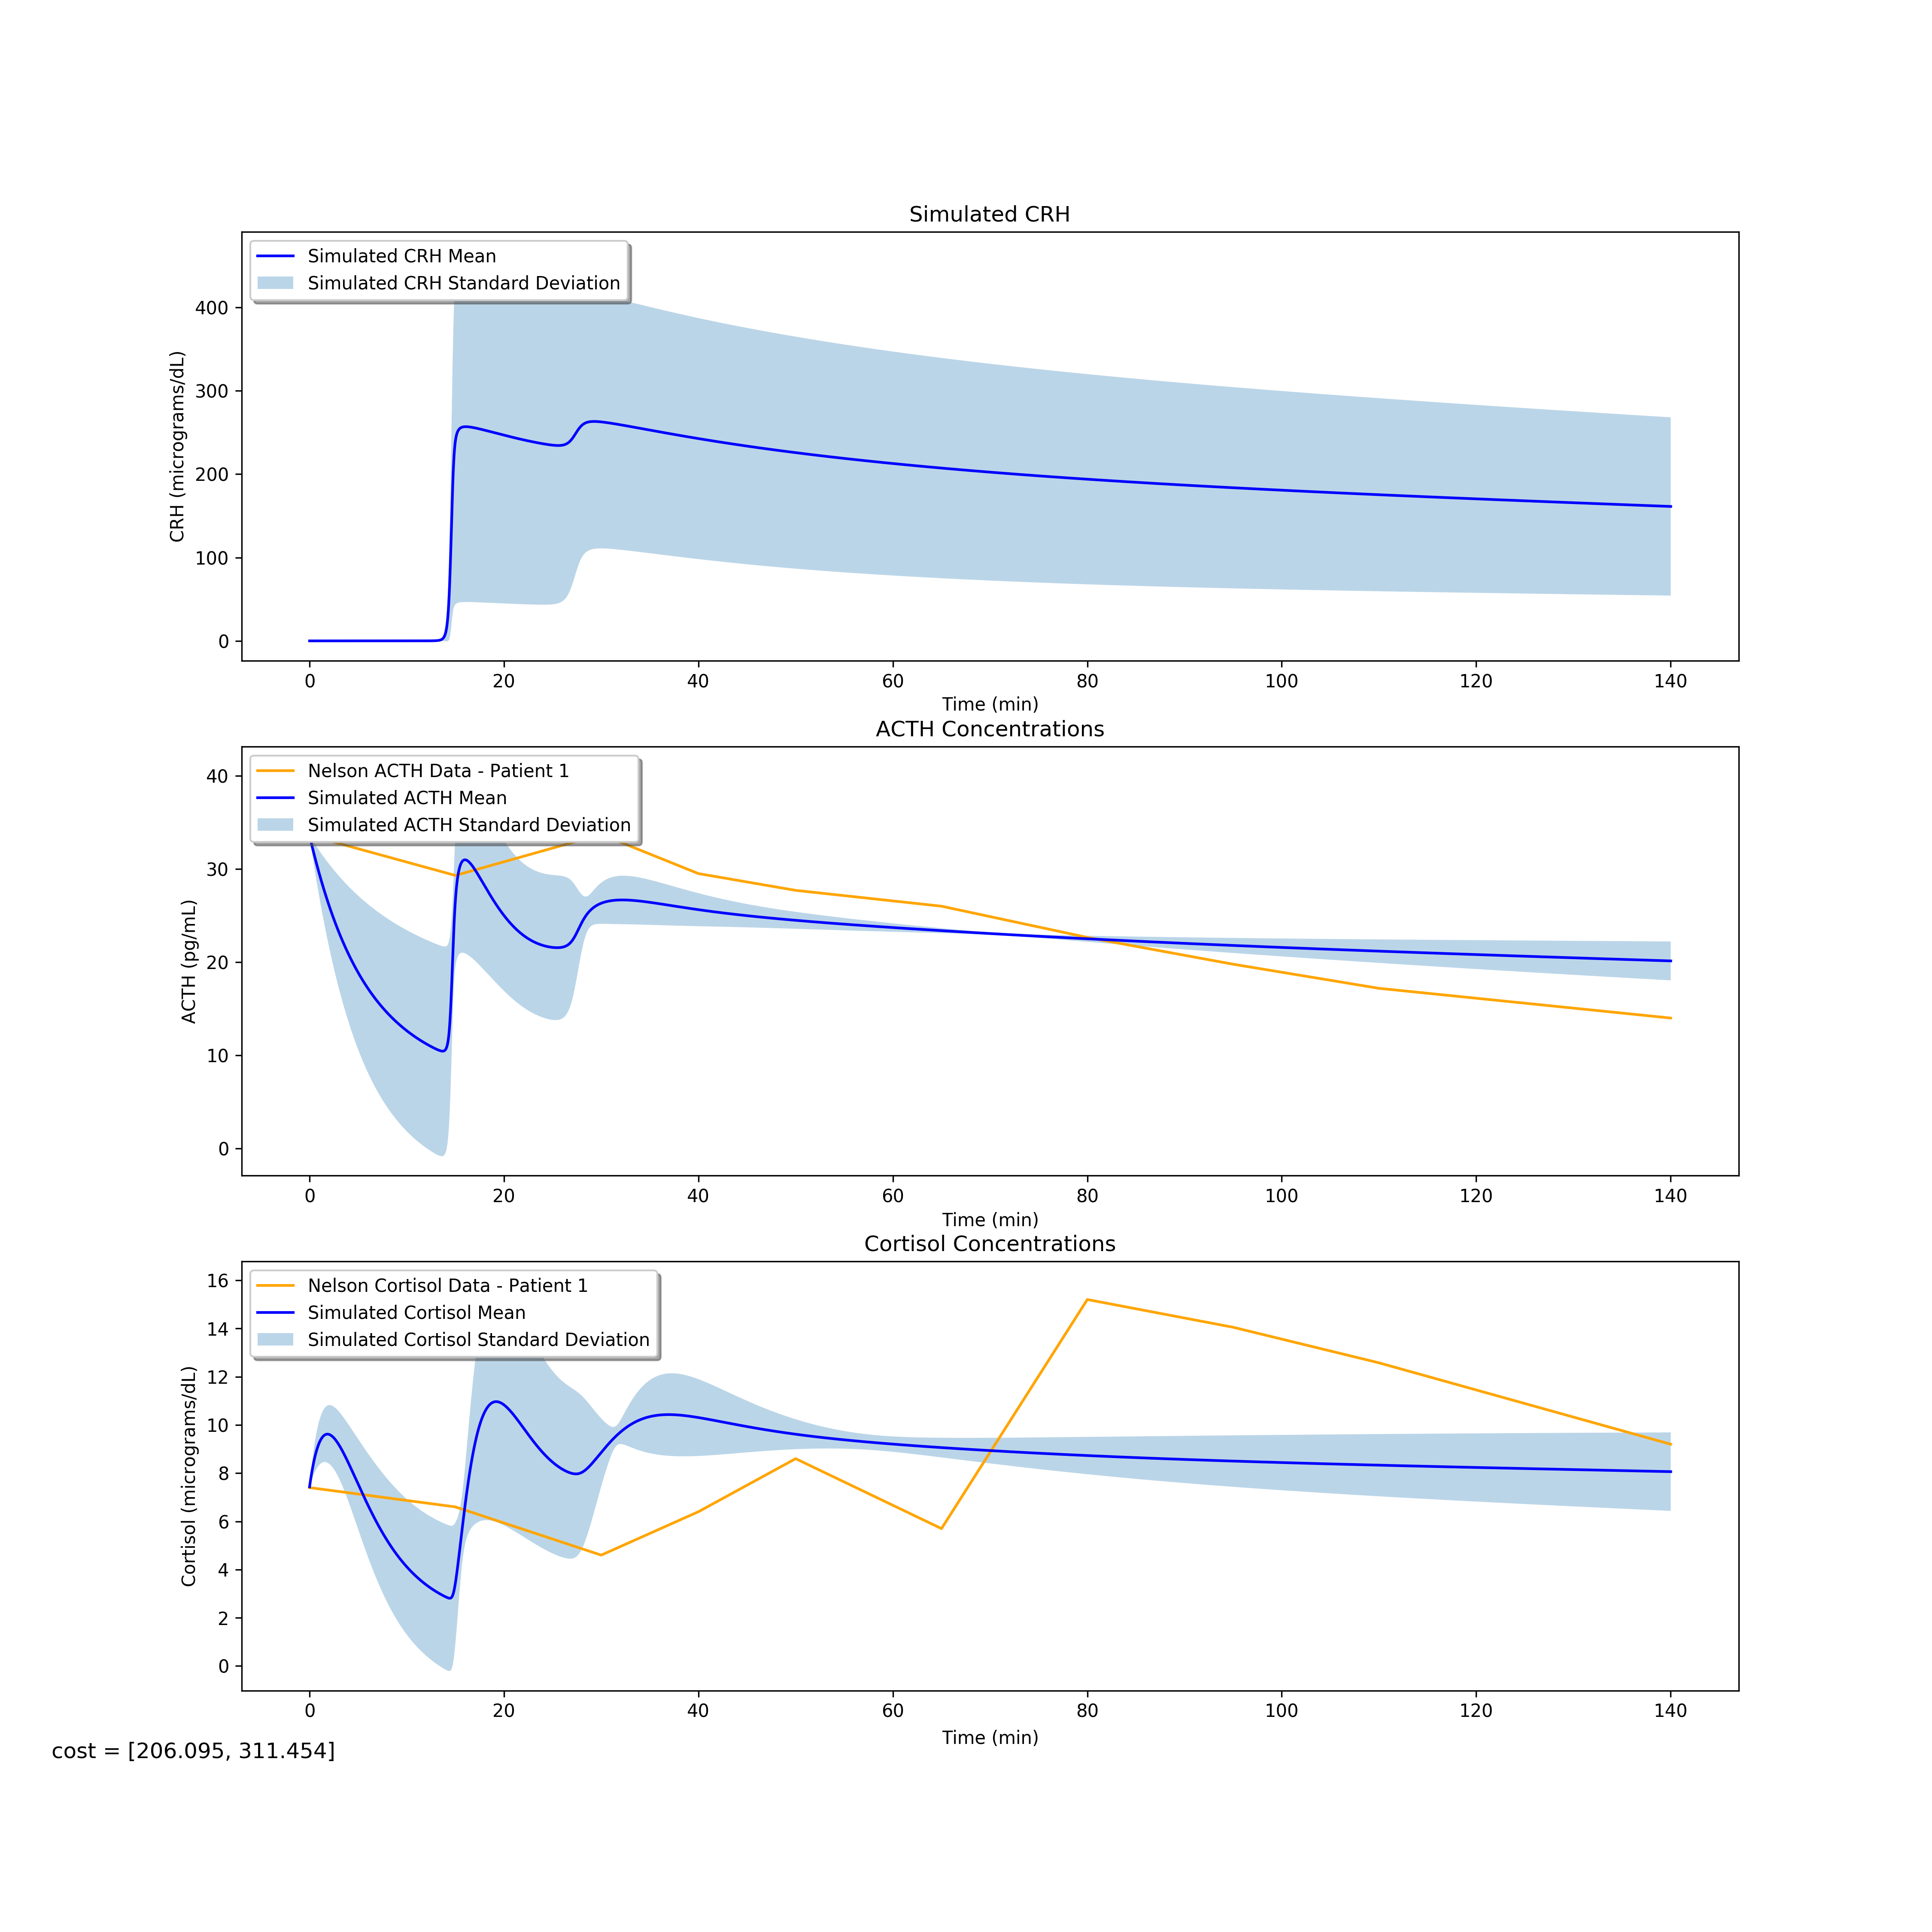 Simulated CRH
Simulated CRH Mean
Simulated CRH Standard Deviation
CRH (micrograms/dL)
400
300
200
100
0
0 20 40 60 80 100 120 140
Time (min)
ACTH Concentrations
Nelson ACTH Data - Patient 1
Simulated ACTH Mean
Simulated ACTH Standard Deviation
ACTH (pg/mL)
40
30
20
10
0
0 20 40 60 80 100 120 140
Time (min)
Cortisol Concentrations
Nelson Cortisol Data - Patient 1
Simulated Cortisol Mean
Simulated Cortisol Standard Deviation
Cortisol (micrograms/dL)
16
14
12
10
8
6
4
2
0
0 20 40 60 80 100 120 140
Time (min)
cost = [206.095, 311.454]